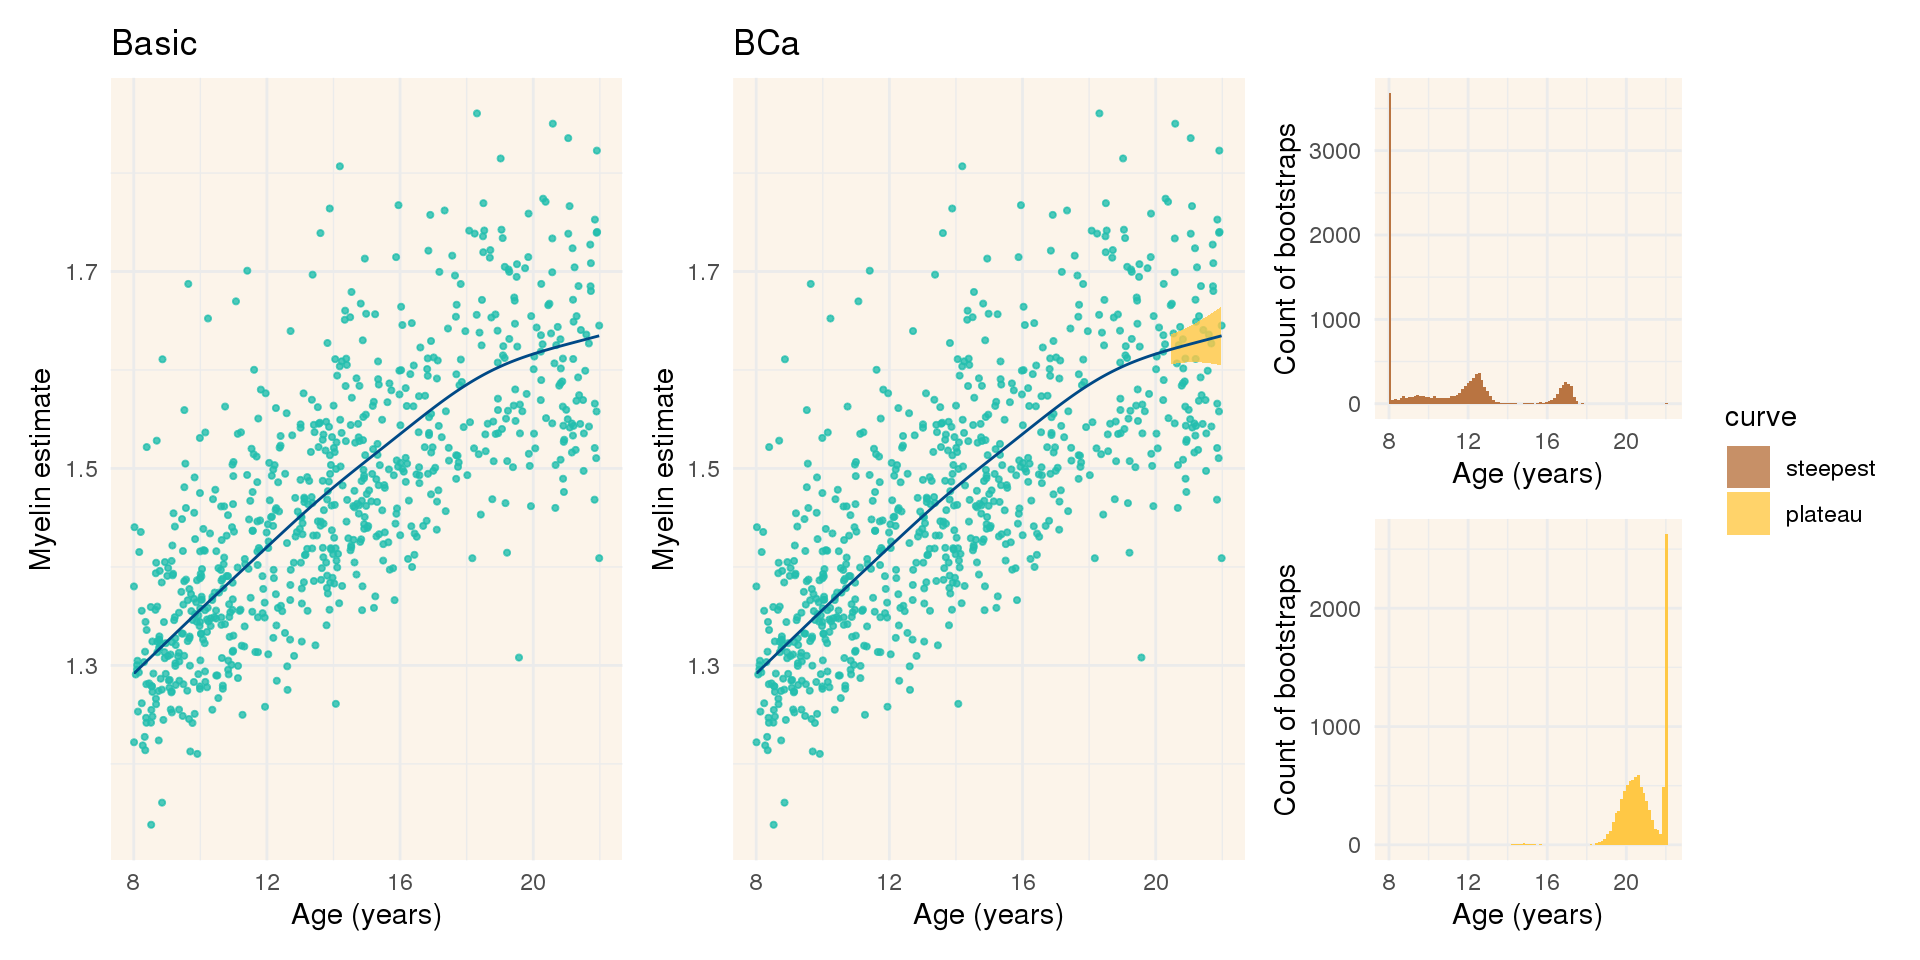 Basic
Myelin estimate
1.7
1.5
1.3
8 12 16 20
Age (years)
BCa
Myelin estimate
1.7
1.5
1.3
8 12 16 20
Age (years)
Count of bootstraps
3000
2000
1000
0
8 12 16 20
Age (years)
Count of bootstraps
2000
1000
0
8 12 16 20
Age (years)
curve
steepest
plateau